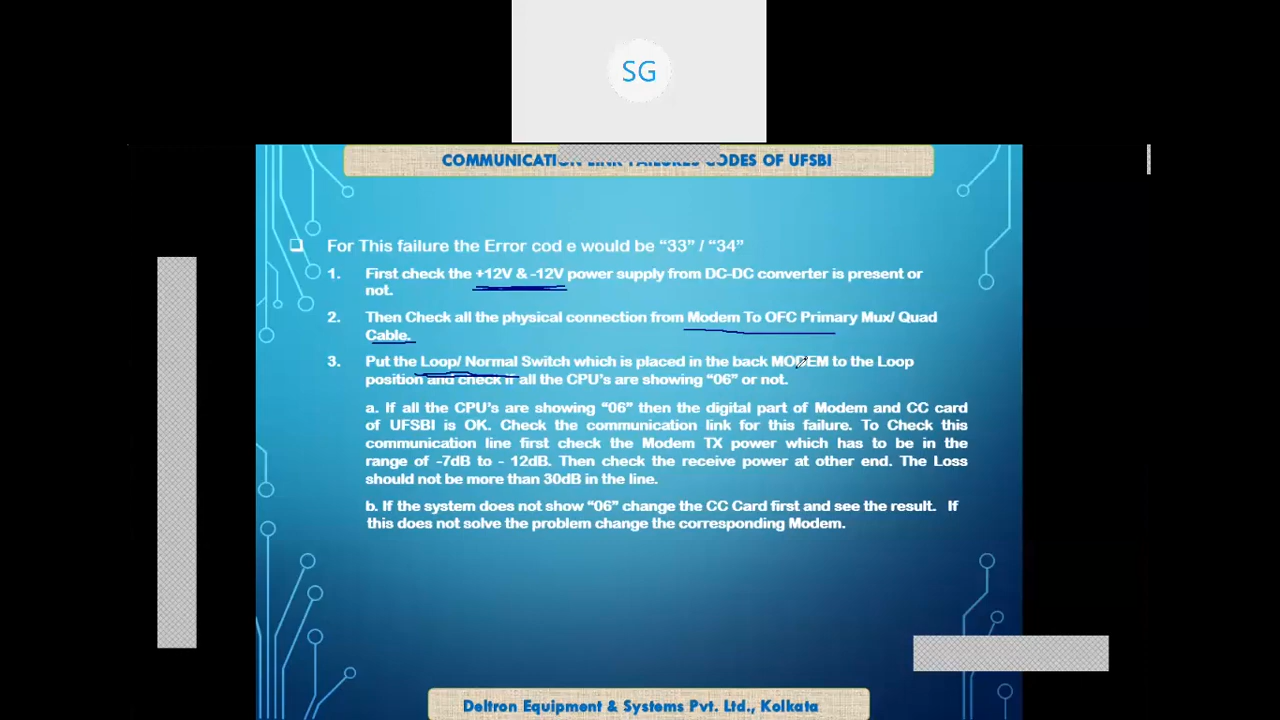 SG
COMMUNICATION LINK FAILURES CODES OF UFSBI
For This failure the Error cod e would be “33” / “34”
1. First check the +12V & -12V power supply from DC-DC converter is present or
not.
2. Then Check all the physical connection from Modem To OFC Primary Mux/ Quad
Cable.
3. Put the Loop/ Normal Switch which is placed in the back MODEM to the Loop
position and check if all the CPU's are showing “06” or not.
a. If all the CPU's are showing “06” then the digital part of Modem and CC card
of UFSBI is OK. Check the communication link for this failure. To Check this
communication line first check the Modem TX power which has to be in the
range of -7dB to - 12dB. Then check the receive power at other end. The Loss
should not be more than 30dB in the line.
b. If the system does not show “06” change the CC Card first and see the result. If
this does not solve the problem change the corresponding Modem.
Deltron Equipment & Systems Pvt. Ltd., Kolkata